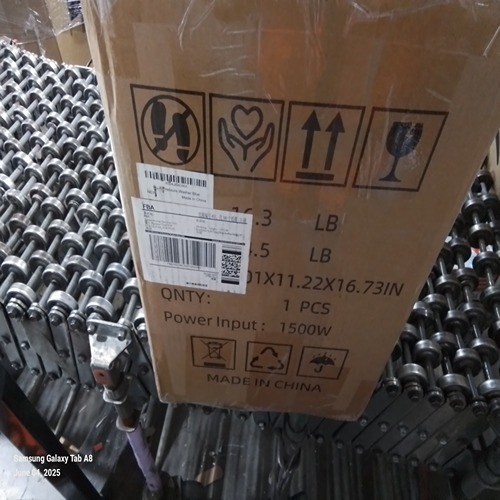 Made in China
FBA
16.3 LB
.5 LB
01X11.22X16.73IN
QNTY: 1 PCS
Power Input : 1500W
MADE IN CHINA
Samsung Galaxy Tab A8
June 04, 2025